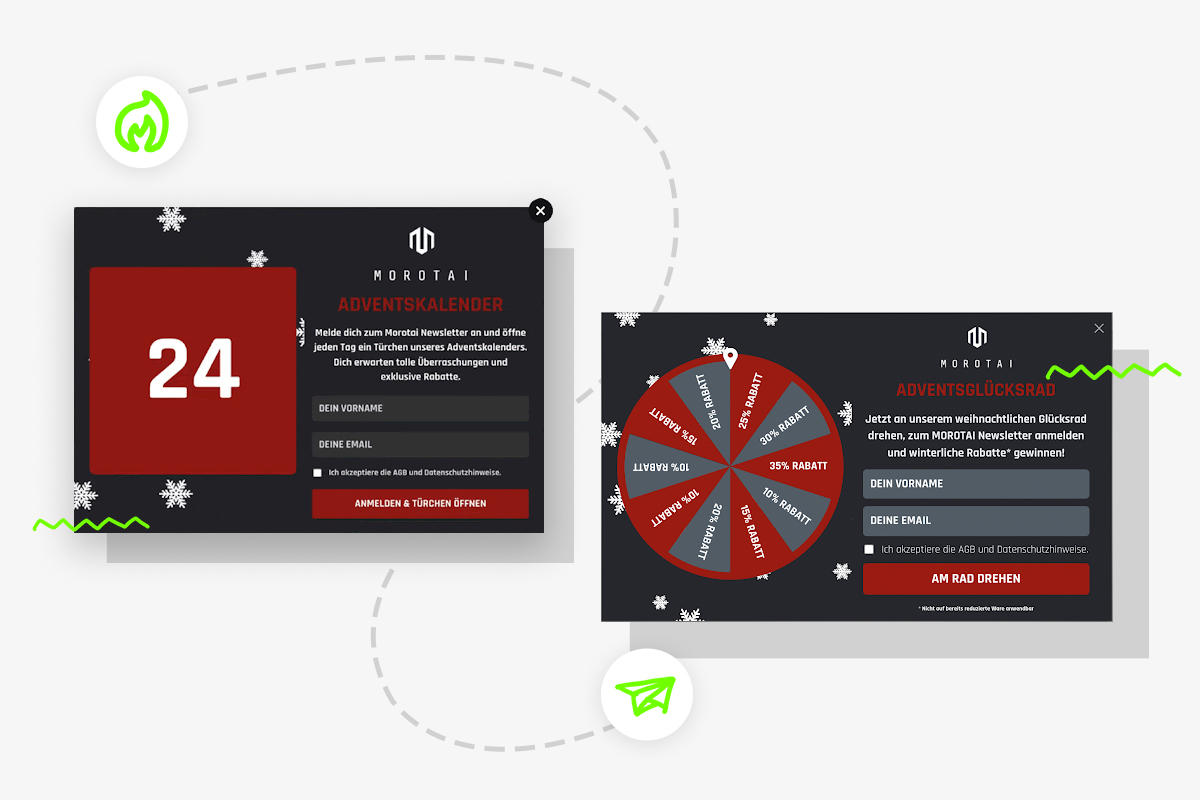 24
MOROTAI
ADVENTSKALENDER
Melde dich zum Morotai Newsletter an und öffne
jeden Tag ein Türchen unseres Adventskalenders.
Dich erwarten tolle Überraschungen und
exklusive Rabatte.
DEIN VORNAME
DEINE EMAIL
Ich akzeptiere die AGB und Datenschutzhinweise.
ANMELDEN & TÜRCHEN ÖFFNEN
25% RABATT
30% RABATT
35% RABATT
10% RABATT
15% RABATT
20% RABATT
10% RABATT
10% RABATT
15% RABATT
20% RABATT
MOROTAI
ADVENTSGLÜCKSRAD
Jetzt an unserem weihnachtlichen Glücksrad
drehen, zum MOROTAI Newsletter anmelden
und winterliche Rabatte* gewinnen!
DEIN VORNAME
DEINE EMAIL
Ich akzeptiere die AGB und Datenschutzhinweise.
AM RAD DREHEN
* Nicht auf bereits reduzierte Ware anwendbar